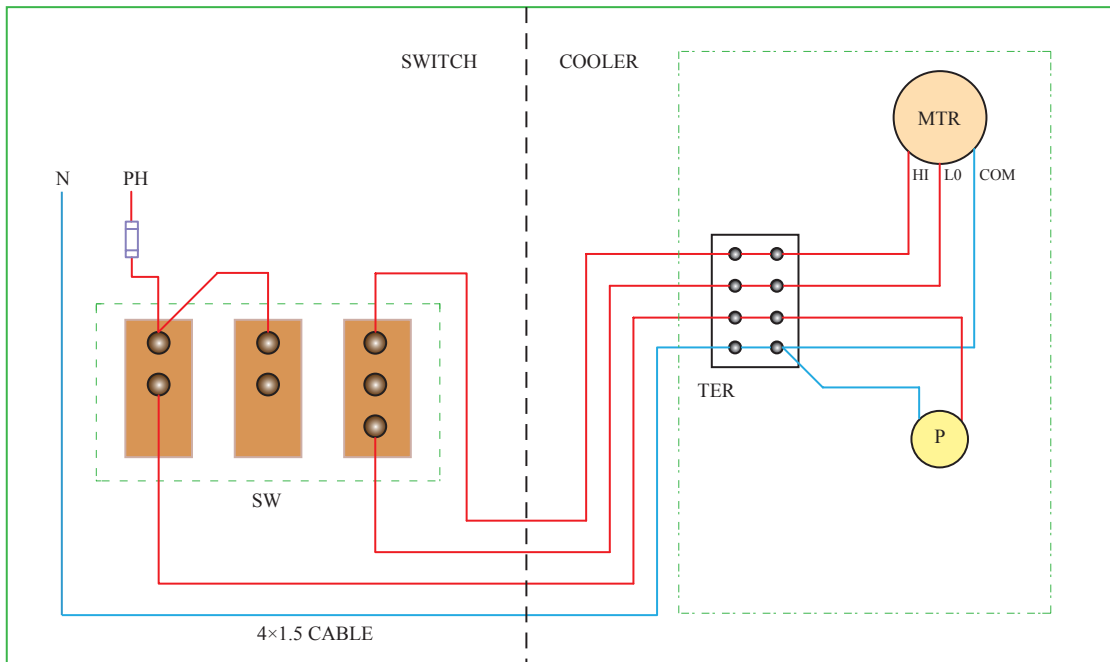 SWITCH COOLER
MTR
N PH
HI L0 COM
TER
P
SW
4×1.5 CABLE